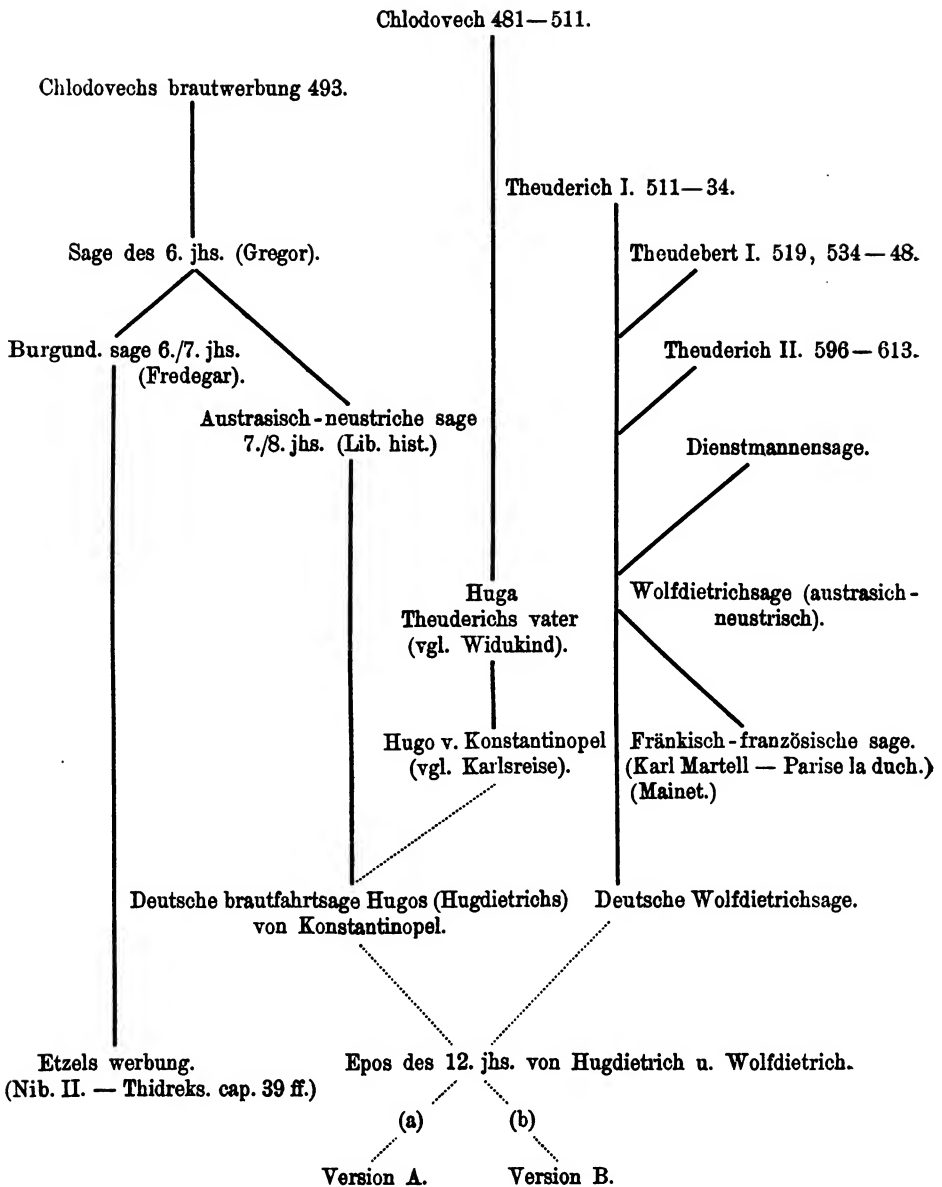 Chlodovech 481—511.
Chlodovechs brautwerbung 493.
Theuderich I. 511—34.
Sage des 6. jhs. (Gregor).
Theudebert I. 519, 534—48.
Burgund. sage 6./7. jhs.
(Fredegar).
Theuderich II. 596—613.
Austrasisch-neustriche sage
7./8. jhs. (Lib. hist.)
Dienstmannensage.
Huga
Theuderichs vater
(vgl. Widukind).
Wolfdietrichsage (austrasich-
neustrisch).
Hugo v. Konstantinopel
(vgl. Karlsreise).
Fränkisch-französische sage.
(Karl Martell — Parise la duch.)
(Mainet.)
Deutsche brautfahrtsage Hugos (Hugdietrichs)
von Konstantinopel.
Deutsche Wolfdietrichsage.
Etzels werbung.
(Nib. II. — Thidreks. cap. 39 ff.)
Epos des 12. jhs. von Hugdietrich u. Wolfdietrich.
(a) (b)
Version A. Version B.